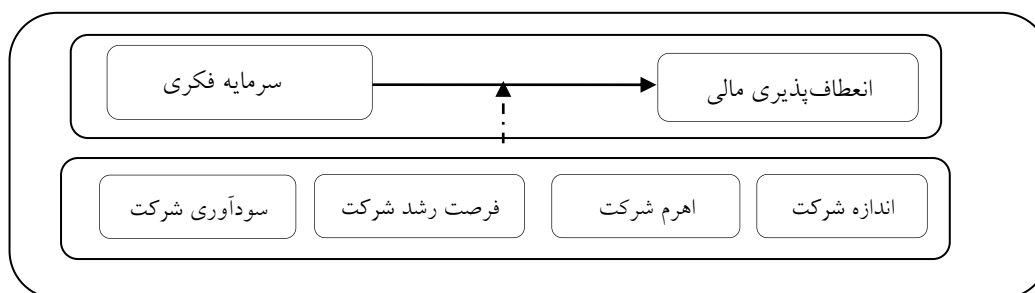 سرمایه فکری
انعطاف‌پذیری مالی
اندازه شرکت
اهرم شرکت
فرصت رشد شرکت
سودآوری شرکت